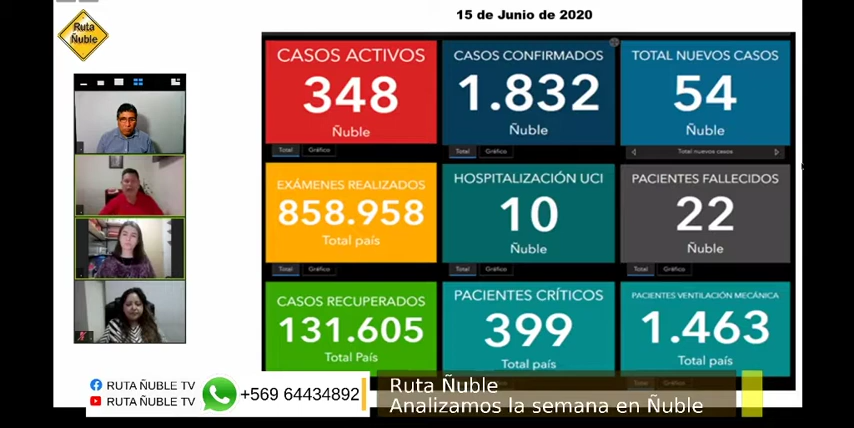 15 de Junio de 2020
Ruta
Ñuble
CASOS ACTIVOS
348
Ñuble
CASOS CONFIRMADOS
1.832
Ñuble
TOTAL NUEVOS CASOS
54
Ñuble
Total
Gráfico
Total
Gráfico
Total nuevos casos
EXÁMENES REALIZADOS
858.958
Total país
HOSPITALIZACIÓN UCI
10
Ñuble
PACIENTES FALLECIDOS
22
Ñuble
Total
Gráfico
Total
Gráfico
Total
Gráfico
CASOS RECUPERADOS
131.605
Total País
PACIENTES CRÍTICOS
399
Total país
PACIENTES VENTILACIÓN MECÁNICA
1.463
Total país
RUTA ÑUBLE TV
RUTA ÑUBLE TV
+569 64434892
Ruta Ñuble
Analizamos la semana en Ñuble